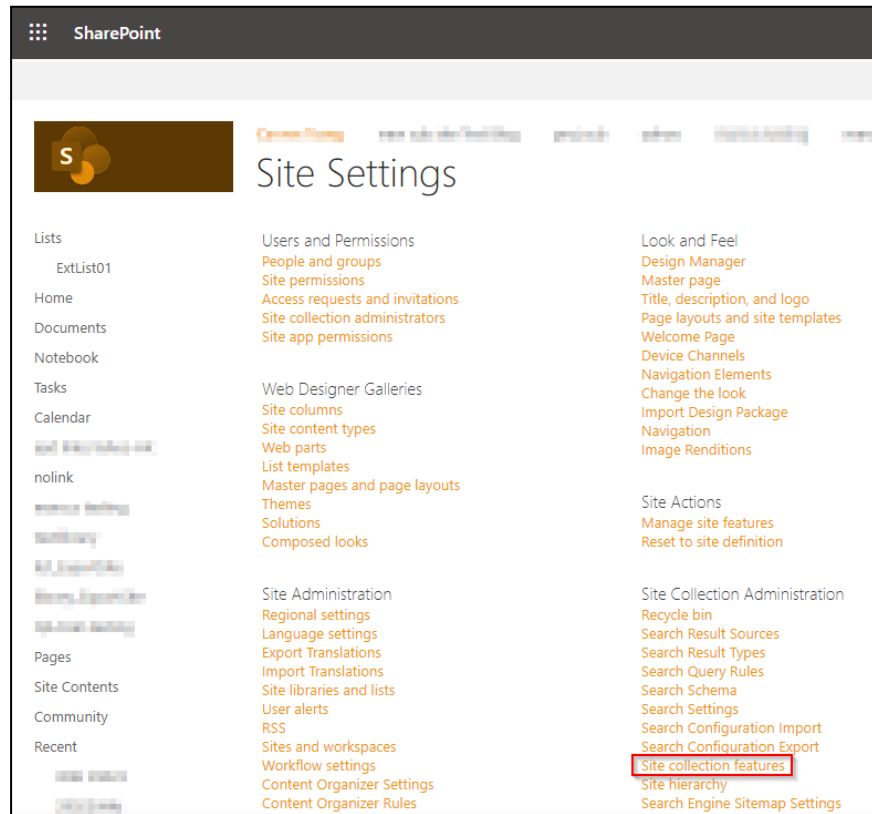 SharePoint
S
Site Settings
Lists
ExtList01
Home
Documents
Notebook
Tasks
Calendar
nolink
Pages
Site Contents
Community
Recent
Users and Permissions
People and groups
Site permissions
Access requests and invitations
Site collection administrators
Site app permissions
Web Designer Galleries
Site columns
Site content types
Web parts
List templates
Master pages and page layouts
Themes
Solutions
Composed looks
Site Administration
Regional settings
Language settings
Export Translations
Import Translations
Site libraries and lists
User alerts
RSS
Sites and workspaces
Workflow settings
Content Organizer Settings
Content Organizer Rules
Look and Feel
Design Manager
Master page
Title, description, and logo
Page layouts and site templates
Welcome Page
Device Channels
Navigation Elements
Change the look
Import Design Package
Navigation
Image Renditions
Site Actions
Manage site features
Reset to site definition
Site Collection Administration
Recycle bin
Search Result Sources
Search Result Types
Search Query Rules
Search Schema
Search Settings
Search Configuration Import
Search Configuration Export
Site collection features
Site hierarchy
Search Engine Sitemap Settings